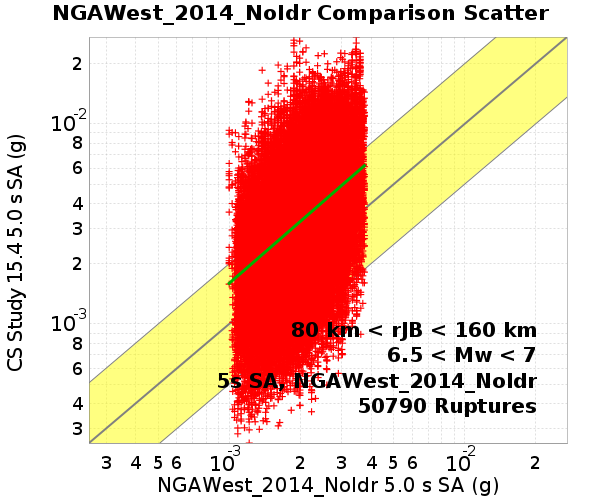 NGAWest_2014_NoIdr Comparison Scatter
CS Study 15.4 5.0 s SA (g)
2
10-2
8
6
4
3
2
10-3
8
6
4
3
80 km < rJB < 160 km
6.5 < Mw < 7
5s SA, NGAWest_2014_NoIdr
50790 Ruptures
3 4 5 6 10-3 2 3 4 5 6 10-2 2
NGAWest_2014_NoIdr 5.0 s SA (g)